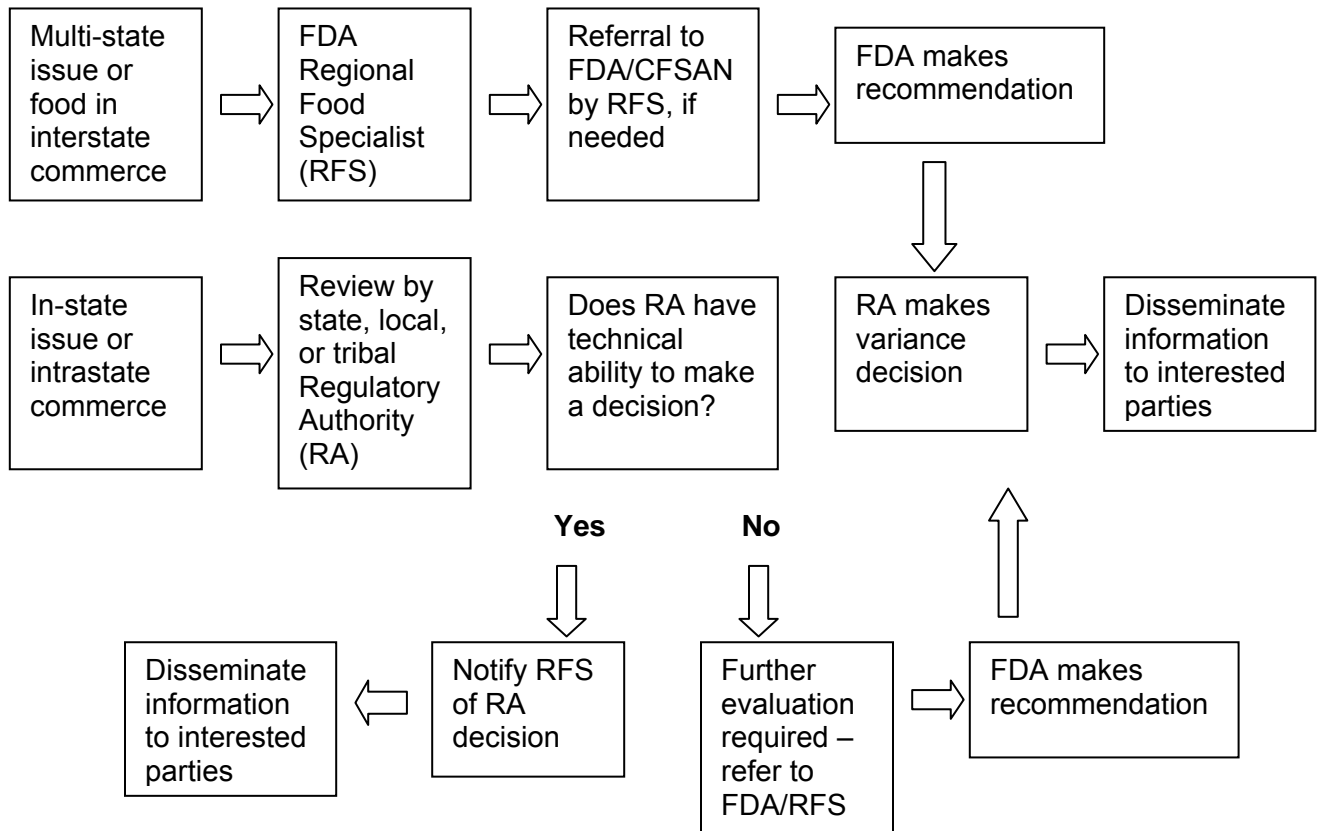 Multi-state
issue or
food in
interstate
commerce
FDA
Regional
Food
Specialist
(RFS)
Referral to
FDA/CFSAN
by RFS, if
needed
FDA makes
recommendation
In-state
issue or
intrastate
commerce
Review by
state, local,
or tribal
Regulatory
Authority
(RA)
Does RA have
technical
ability to make
a decision?
RA makes
variance
decision
Disseminate
information
to interested
parties
Yes
No
Disseminate
information
to interested
parties
Notify RFS
of RA
decision
Further
evaluation
required –
refer to
FDA/RFS
FDA makes
recommendation